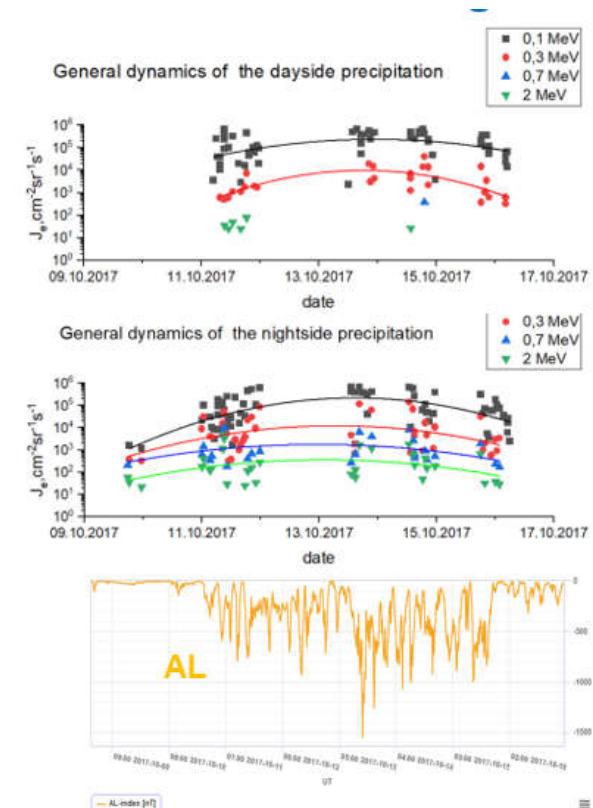 0,1 MeV
0,3 MeV
0,7 MeV
2 MeV
General dynamics of the dayside precipitation
Je,cm-2sr-1s-1
10^6
10^5
10^4
10^3
10^2
10^1
10^0
09.10.2017 11.10.2017 13.10.2017 15.10.2017 17.10.2017
date
0,3 MeV
0,7 MeV
2 MeV
General dynamics of the nightside precipitation
Je,cm-2sr-1s-1
10^6
10^5
10^4
10^3
10^2
10^1
10^0
09.10.2017 11.10.2017 13.10.2017 15.10.2017 17.10.2017
date
0
-500
-1000
-1500
AL
UT
AL-index [nT]